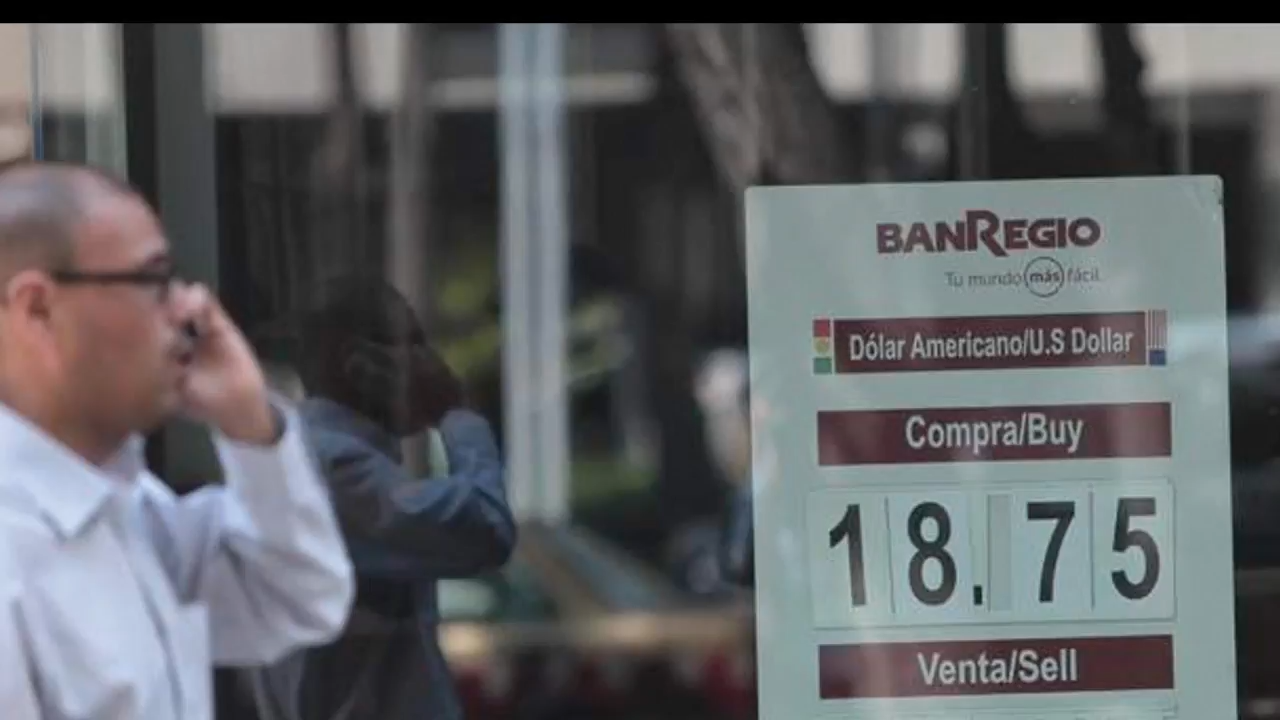 BANREGIO
Tu mundo más fácil.
Dólar Americano/U.S Dollar
Compra/Buy
18.75
Venta/Sell